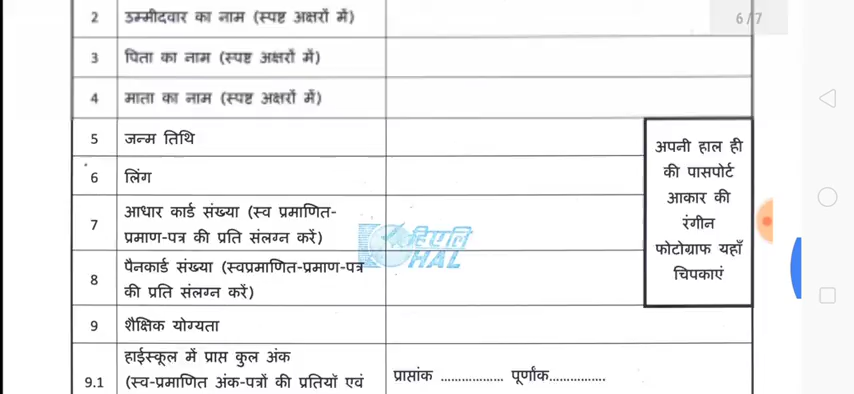 6/7
2 उम्मीदवार का नाम (स्पष्ट अक्षरों में)
3 पिता का नाम (स्पष्ट अक्षरों में)
4 माता का नाम (स्पष्ट अक्षरों में)
5 जन्म तिथि
6 लिंग
7 आधार कार्ड संख्या (स्व प्रमाणित-
प्रमाण-पत्र की प्रति संलग्न करें)
8 पैनकार्ड संख्या (स्वप्रमाणित-प्रमाण-पत्र
की प्रति संलग्न करें)
9 शैक्षिक योग्यता
9.1 हाईस्कूल में प्राप्त कुल अंक
(स्व-प्रमाणित अंक-पत्रों की प्रतियाँ एवं
प्राप्तांक .................. पूर्णांक................
अपनी हाल ही
की पासपोर्ट
आकार की
रंगीन
फोटोग्राफ यहाँ
चिपकाएं
हिएलि
HAL